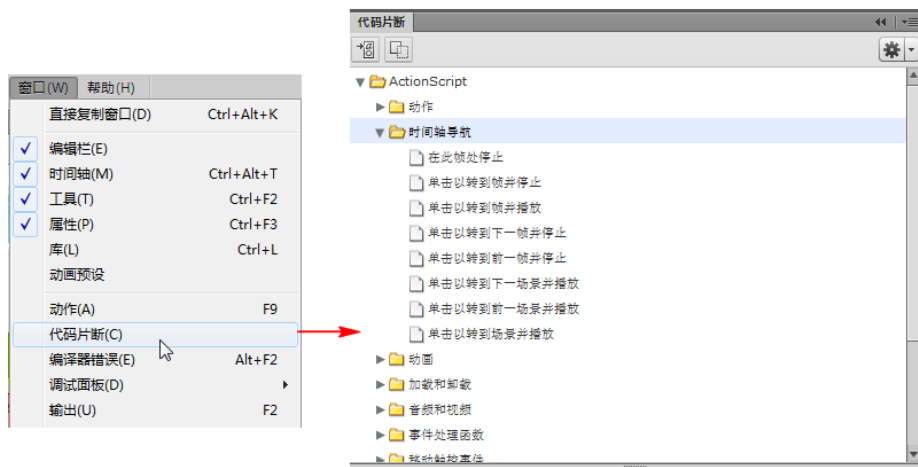 窗口(W) 帮助(H)
直接复制窗口(D) Ctrl+Alt+K
编辑栏(E)
时间轴(M) Ctrl+Alt+T
工具(T) Ctrl+F2
属性(P) Ctrl+F3
库(L) Ctrl+L
动画预设
动作(A) F9
代码片断(C)
编译器错误(E) Alt+F2
调试面板(D)
输出(U) F2
代码片断
ActionScript
动作
时间轴导航
在此帧处停止
单击以转到帧并停止
单击以转到帧并播放
单击以转到下一帧并停止
单击以转到前一帧并停止
单击以转到下一场景并播放
单击以转到前一场景并播放
单击以转到场景并播放
动画
加载和卸载
音频和视频
事件处理函数
移动触控事件